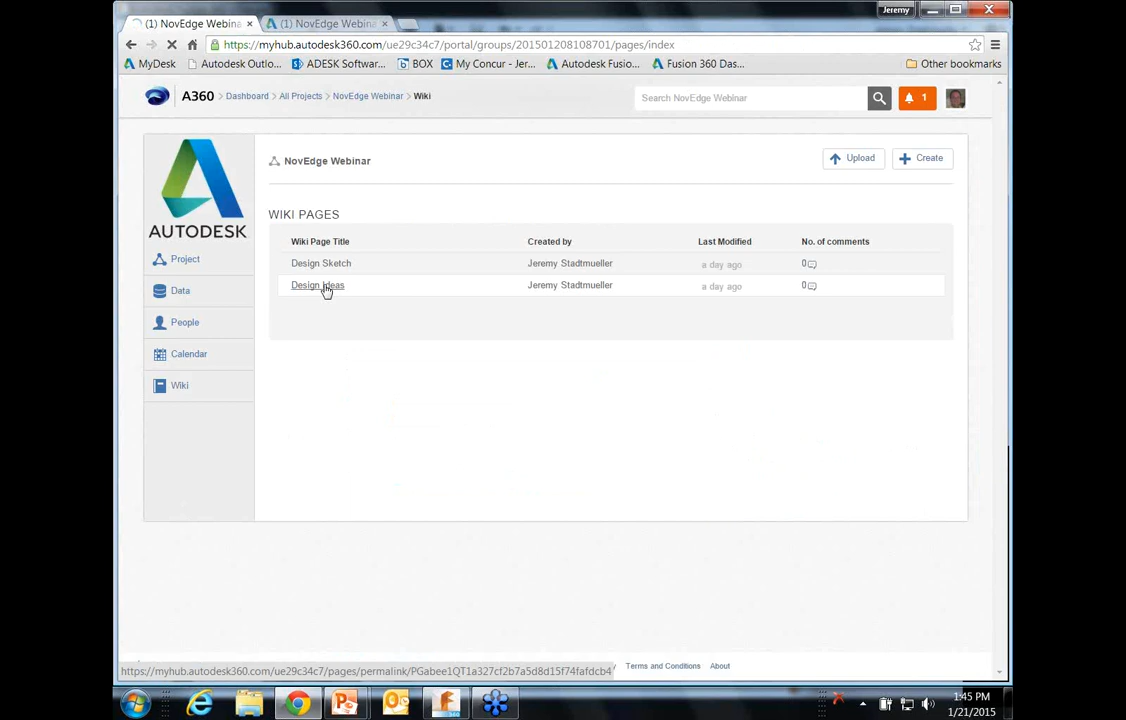 Jeremy
(1) NovEdge Webina ×
(1) NovEdge Webina ×
https://myhub.autodesk360.com/ue29c34c7/portal/groups/201501208108701/pages/index
MyDesk
Autodesk Outlo...
ADESK Softwar...
BOX
My Concur - Jer...
Autodesk Fusio...
Fusion 360 Das...
Other bookmarks
A360 > Dashboard > All Projects > NovEdge Webinar > Wiki
Search NovEdge Webinar
1
AUTODESK
NovEdge Webinar
Upload
Create
Project
Data
People
Calendar
Wiki
WIKI PAGES
Wiki Page Title Created by Last Modified No. of comments
Design Sketch Jeremy Stadtmueller a day ago 0
Design Ideas Jeremy Stadtmueller a day ago 0
https://myhub.autodesk360.com/ue29c34c7/pages/permalink/PGabee1QT1a327cf2b7a5d8d15f74fafdcb4
Terms and Conditions About
1:45 PM
1/21/2015